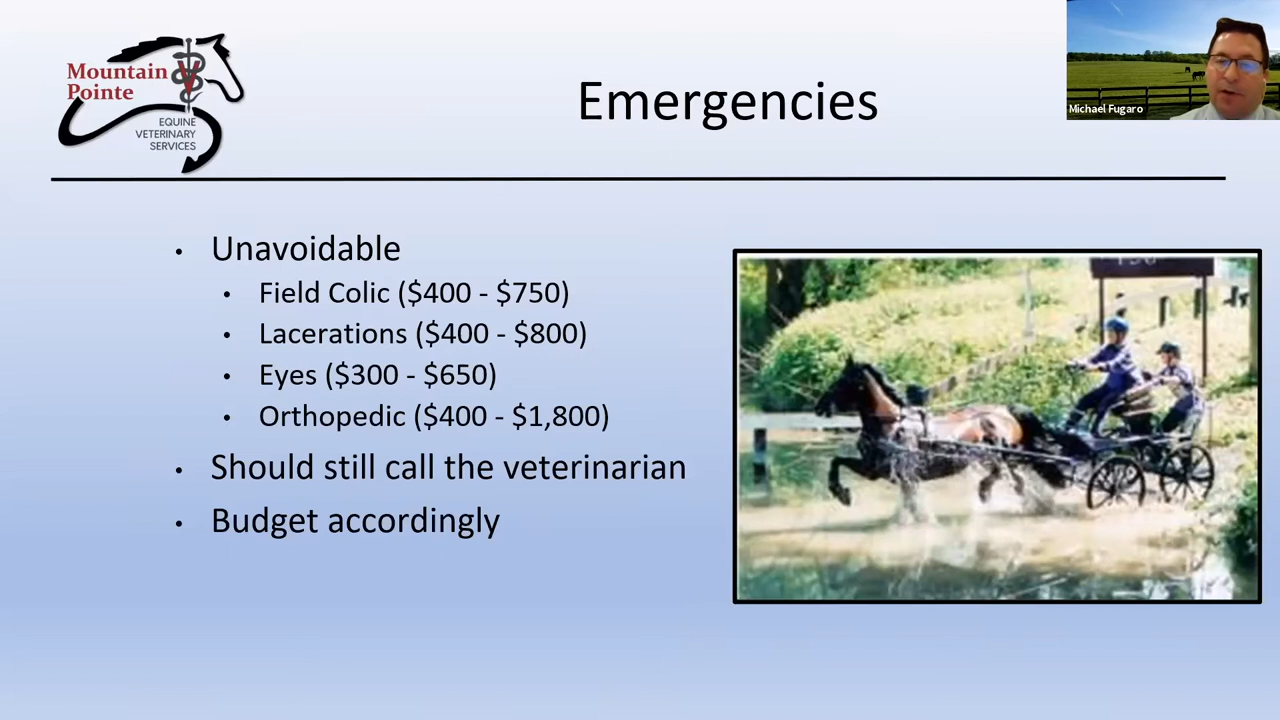 Mountain
Pointe
EQUINE
VETERINARY
SERVICES
Emergencies
Michael Fugaro
• Unavoidable
• Field Colic ($400 - $750)
• Lacerations ($400 - $800)
• Eyes ($300 - $650)
• Orthopedic ($400 - $1,800)
• Should still call the veterinarian
• Budget accordingly